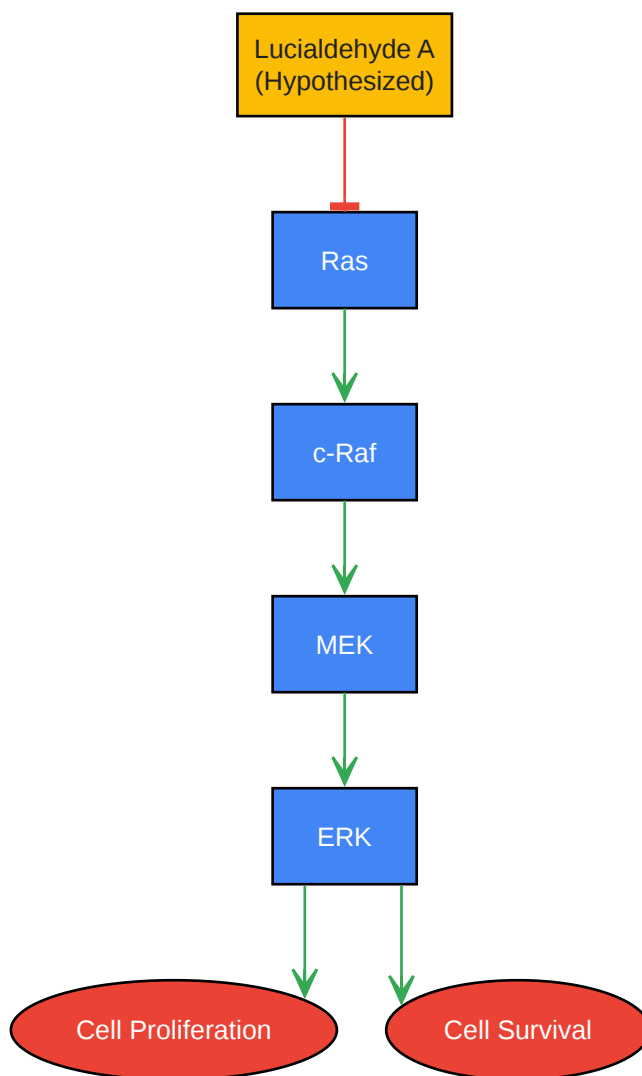 Lucialdehyde A
(Hypothesized)
Ras
c-Raf
MEK
ERK
Cell Proliferation
Cell Survival